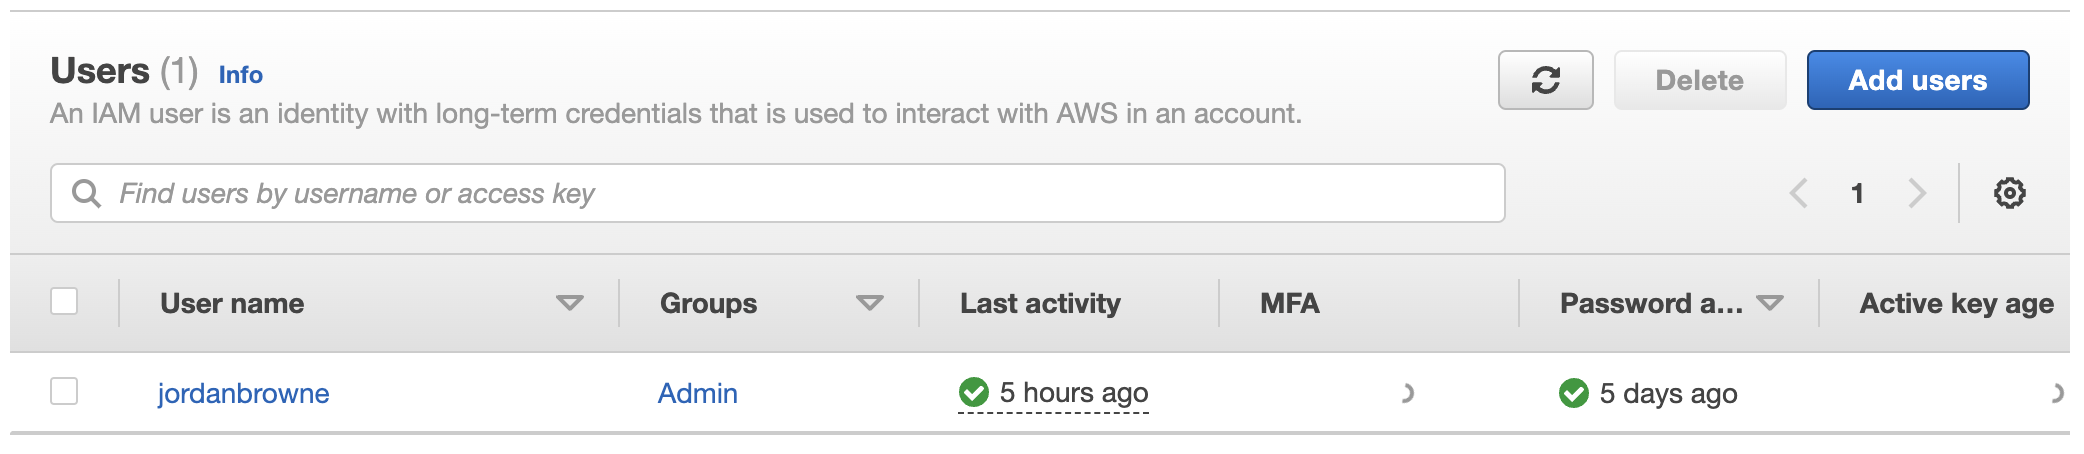 Users (1) Info
An IAM user is an identity with long-term credentials that is used to interact with AWS in an account.
Delete
Add users
Find users by username or access key
1
User name Groups Last activity MFA Password a... Active key age
jordanbrowne Admin 5 hours ago 5 days ago